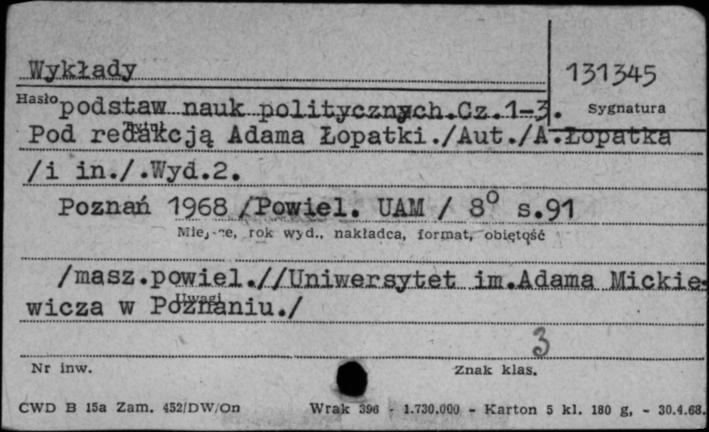 Wykłady
131345
Hasło
podstaw nauk politycznych.Cz.1-3.
Sygnatura
Pod redakcją Adama Łopatki./Aut./A.Łopatka
/i in./.Wyd.2.
Poznań 1968 /Powiel. UAM / 8° s.91
Miejsce, rok wyd., nakładca, format, objętość
/masz.powiel.//Uniwersytet im.Adama Mickie-
Uwagi
wicza w Poznaniu./
3
Nr inw.
Znak klas.
CWD B 15a Zam. 452/DW/On
Wrak 396 - 1.730.000 - Karton 5 kl. 180 g, - 30.4.68.